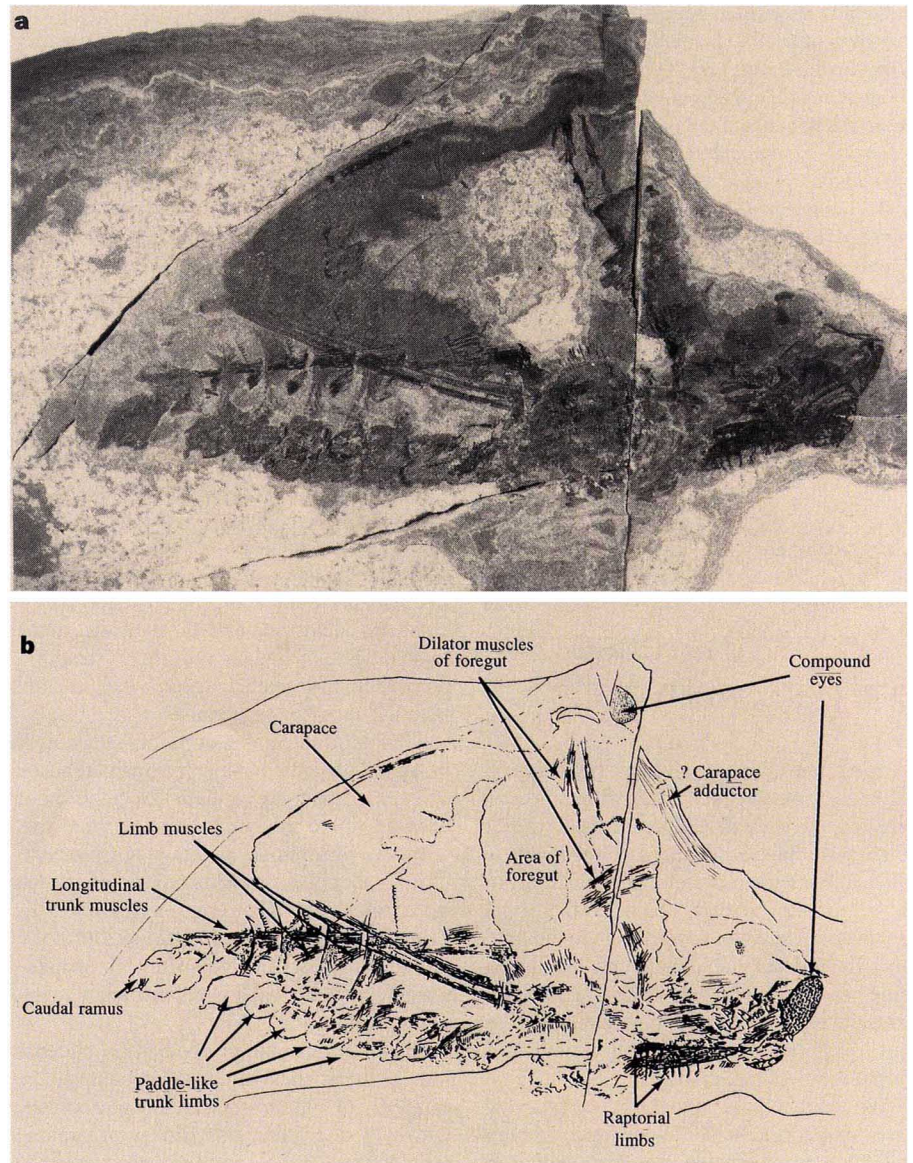 a
b
Dilator muscles
of foregut
Compound
eyes
Carapace
? Carapace
adductor
Limb muscles
Longitudinal
trunk muscles
Area of
foregut
Caudal ramus
Paddle-like
trunk limbs
Raptorial
limbs